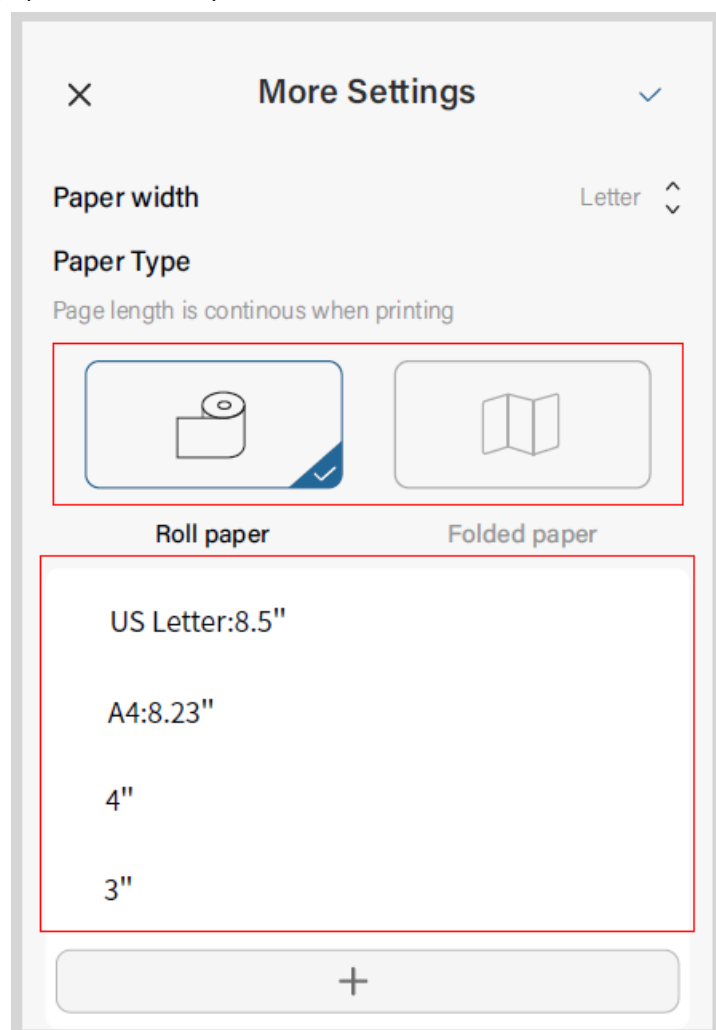 More Settings
Paper width Letter
Paper Type
Page length is continous when printing
Roll paper Folded paper
US Letter:8.5"
A4:8.23"
4"
3"
+